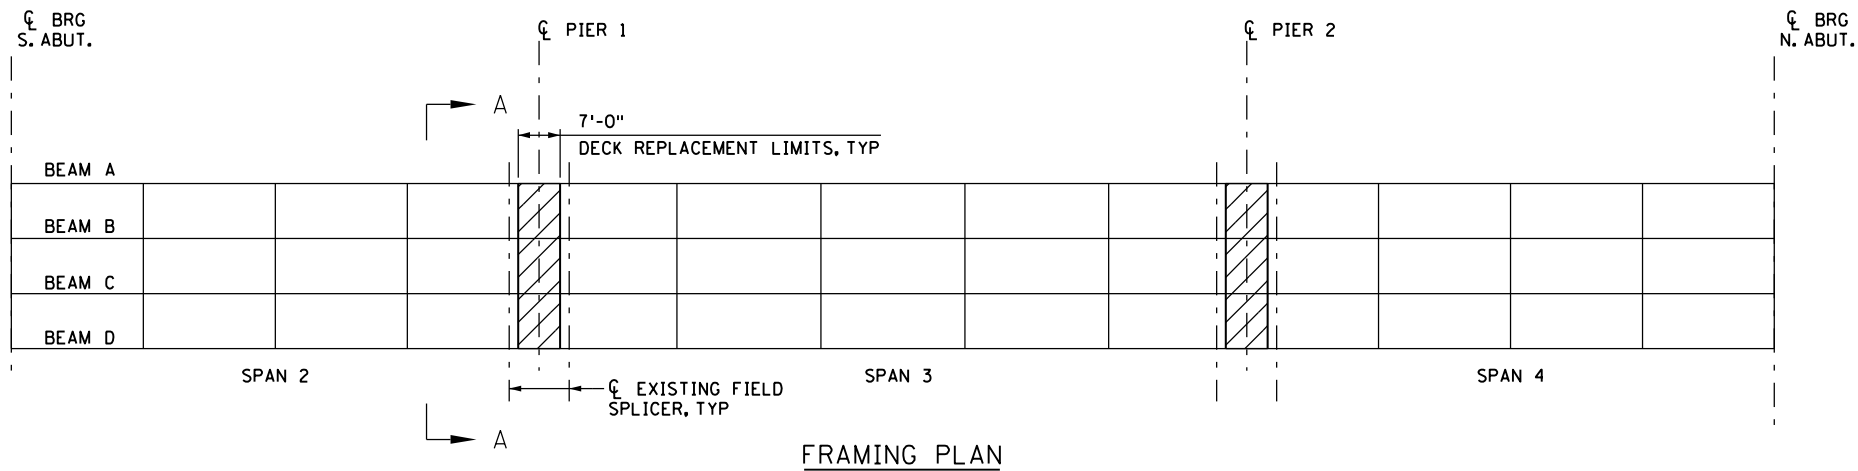 ℄ BRG
S. ABUT.
℄ PIER 1
℄ PIER 2
℄ BRG
N. ABUT.
A
7'-0"
DECK REPLACEMENT LIMITS, TYP
BEAM A
BEAM B
BEAM C
BEAM D
SPAN 2
SPAN 3
SPAN 4
℄ EXISTING FIELD
SPLICER, TYP
A
FRAMING PLAN